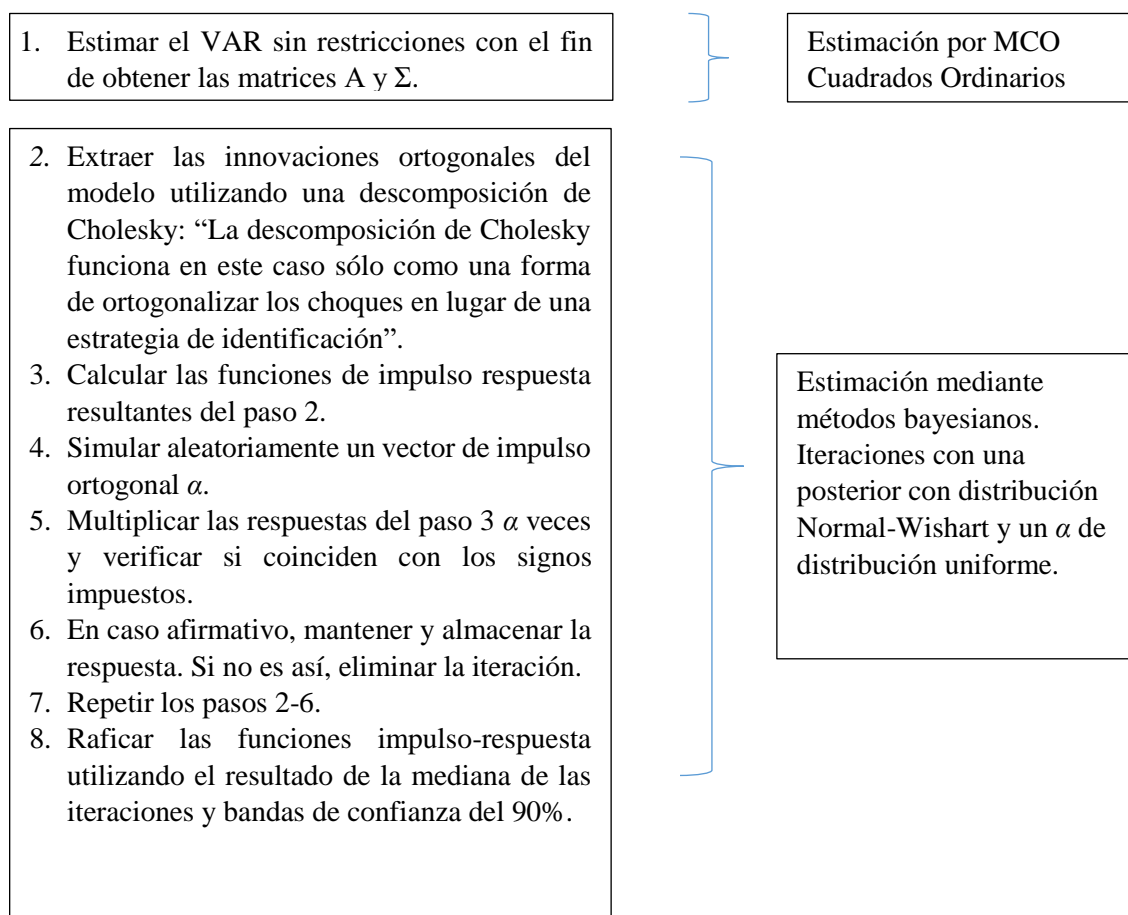 1. Estimar el VAR sin restricciones con el fin
de obtener las matrices A y Σ.
Estimación por MCO
Cuadrados Ordinarios
2. Extraer las innovaciones ortogonales del
modelo utilizando una descomposición de
Cholesky: “La descomposición de Cholesky
funciona en este caso sólo como una forma
de ortogonalizar los choques en lugar de una
estrategia de identificación”.
3. Calcular las funciones de impulso respuesta
resultantes del paso 2.
4. Simular aleatoriamente un vector de impulso
ortogonal α.
5. Multiplicar las respuestas del paso 3 α veces
y verificar si coinciden con los signos
impuestos.
6. En caso afirmativo, mantener y almacenar la
respuesta. Si no es así, eliminar la iteración.
7. Repetir los pasos 2-6.
8. Raficar las funciones impulso-respuesta
utilizando el resultado de la mediana de las
iteraciones y bandas de confianza del 90%.
Estimación mediante
métodos bayesianos.
Iteraciones con una
posterior con distribución
Normal-Wishart y un α de
distribución uniforme.